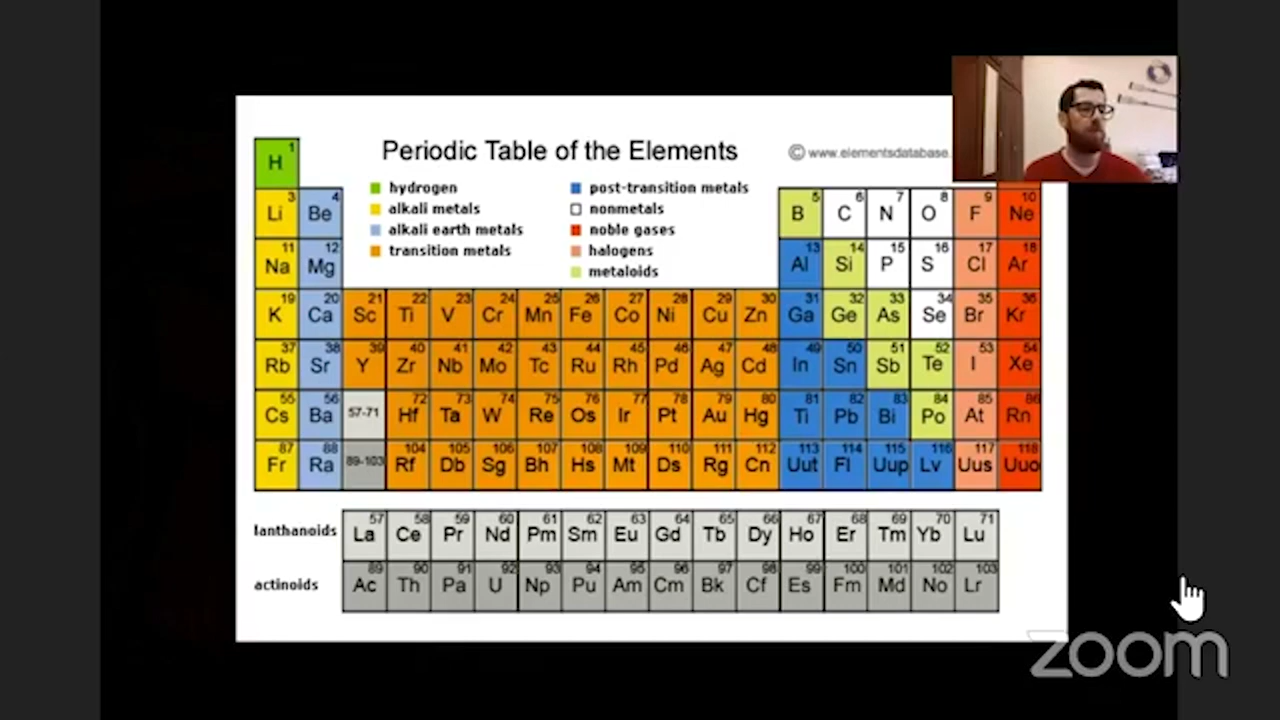 Periodic Table of the Elements
© www.elementsdatabase.
hydrogen
alkali metals
alkali earth metals
transition metals
post-transition metals
nonmetals
noble gases
halogens
metaloids
H 1
Li 3 Be 4 B 5 C 6 N 7 O 8 F 9 Ne 10
Na 11 Mg 12 Al 13 Si 14 P 15 S 16 Cl 17 Ar 18
K 19 Ca 20 Sc 21 Ti 22 V 23 Cr 24 Mn 25 Fe 26 Co 27 Ni 28 Cu 29 Zn 30 Ga 31 Ge 32 As 33 Se 34 Br 35 Kr 36
Rb 37 Sr 38 Y 39 Zr 40 Nb 41 Mo 42 Tc 43 Ru 44 Rh 45 Pd 46 Ag 47 Cd 48 In 49 Sn 50 Sb 51 Te 52 I 53 Xe 54
Cs 55 Ba 56 57-71 Hf 72 Ta 73 W 74 Re 75 Os 76 Ir 77 Pt 78 Au 79 Hg 80 Ti 81 Pb 82 Bi 83 Po 84 At 85 Rn 86
Fr 87 Ra 88 89-103 Rf 104 Db 105 Sg 106 Bh 107 Hs 108 Mt 109 Ds 110 Rg 111 Cn 112 Uut 113 Fl 114 Uup 115 Lv 116 Uus 117 Uuo 118
lanthanoids La 57 Ce 58 Pr 59 Nd 60 Pm 61 Sm 62 Eu 63 Gd 64 Tb 65 Dy 66 Ho 67 Er 68 Tm 69 Yb 70 Lu 71
actinoids Ac 89 Th 90 Pa 91 U 92 Np 93 Pu 94 Am 95 Cm 96 Bk 97 Cf 98 Es 99 Fm 100 Md 101 No 102 Lr 103
zoom